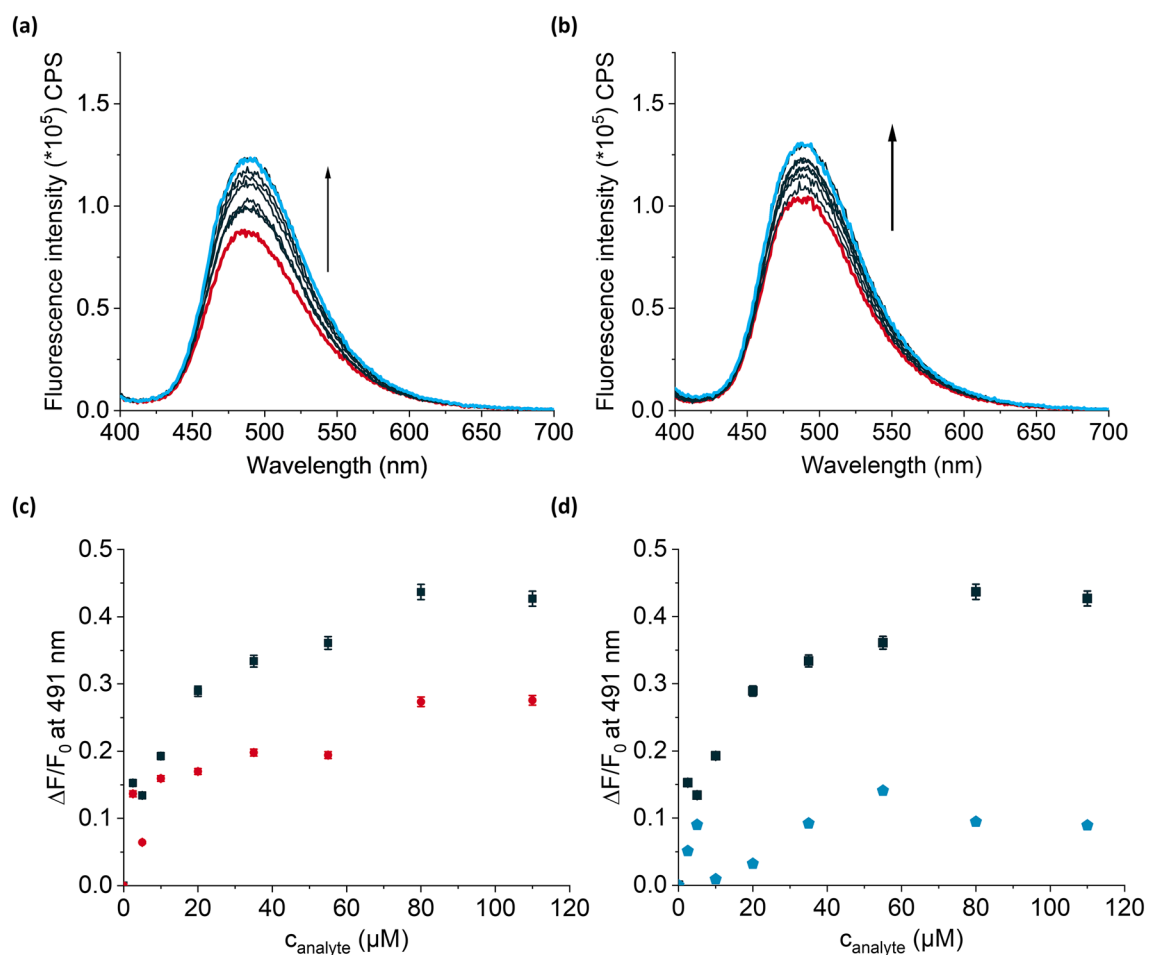 (a)
(b)
Fluorescence intensity (*10⁵) CPS
1.5
1.0
0.5
0.0
400 450 500 550 600 650 700
Wavelength (nm)
Fluorescence intensity (*10⁵) CPS
1.5
1.0
0.5
0.0
400 450 500 550 600 650 700
Wavelength (nm)
(c)
(d)
ΔF/F₀ at 491 nm
0.5
0.4
0.3
0.2
0.1
0.0
0 20 40 60 80 100 120
c_analyte (µM)
ΔF/F₀ at 491 nm
0.5
0.4
0.3
0.2
0.1
0.0
0 20 40 60 80 100 120
c_analyte (µM)